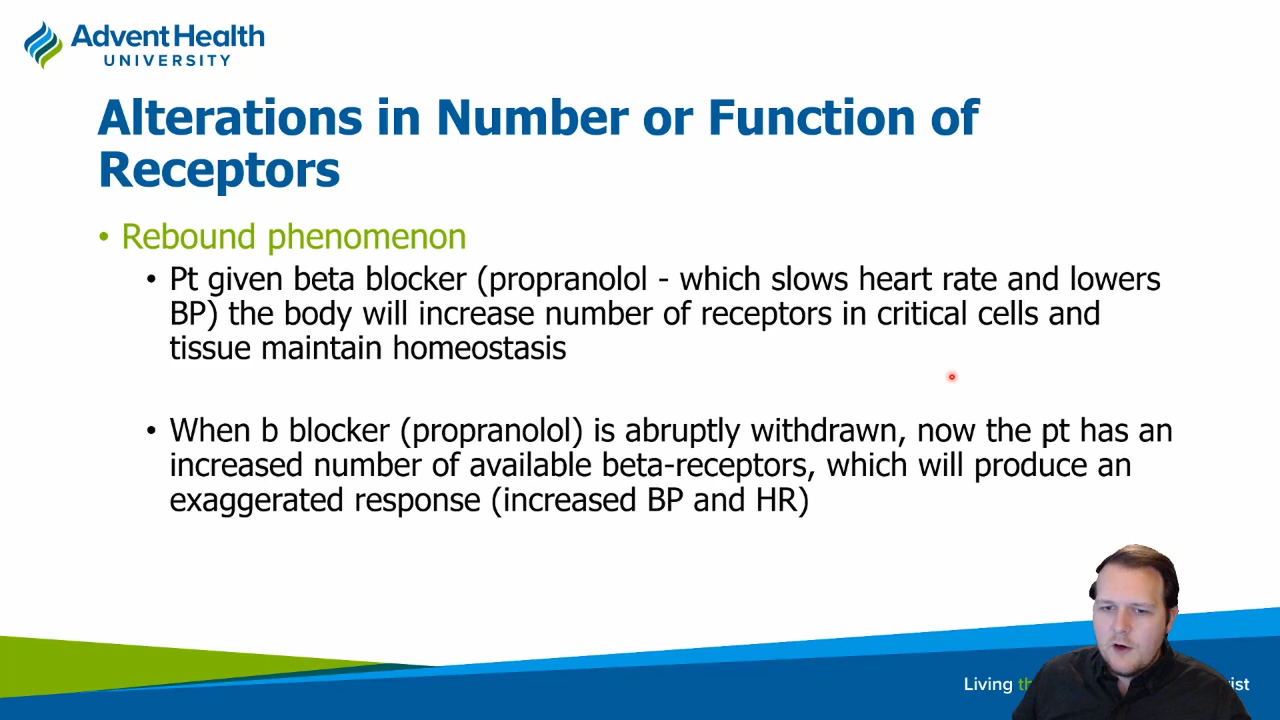 AdventHealth
UNIVERSITY
Alterations in Number or Function of
Receptors
• Rebound phenomenon
• Pt given beta blocker (propranolol - which slows heart rate and lowers
BP) the body will increase number of receptors in critical cells and
tissue maintain homeostasis
• When b blocker (propranolol) is abruptly withdrawn, now the pt has an
increased number of available beta-receptors, which will produce an
exaggerated response (increased BP and HR)
Living